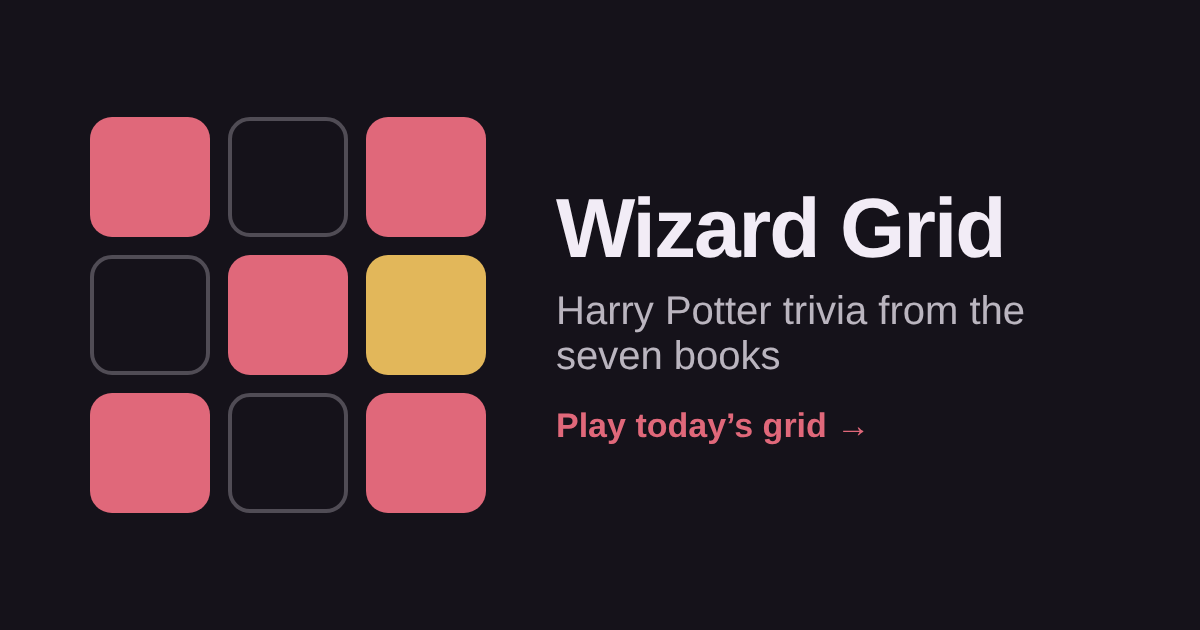 Wizard Grid
Harry Potter trivia from the
seven books
Play today’s grid →